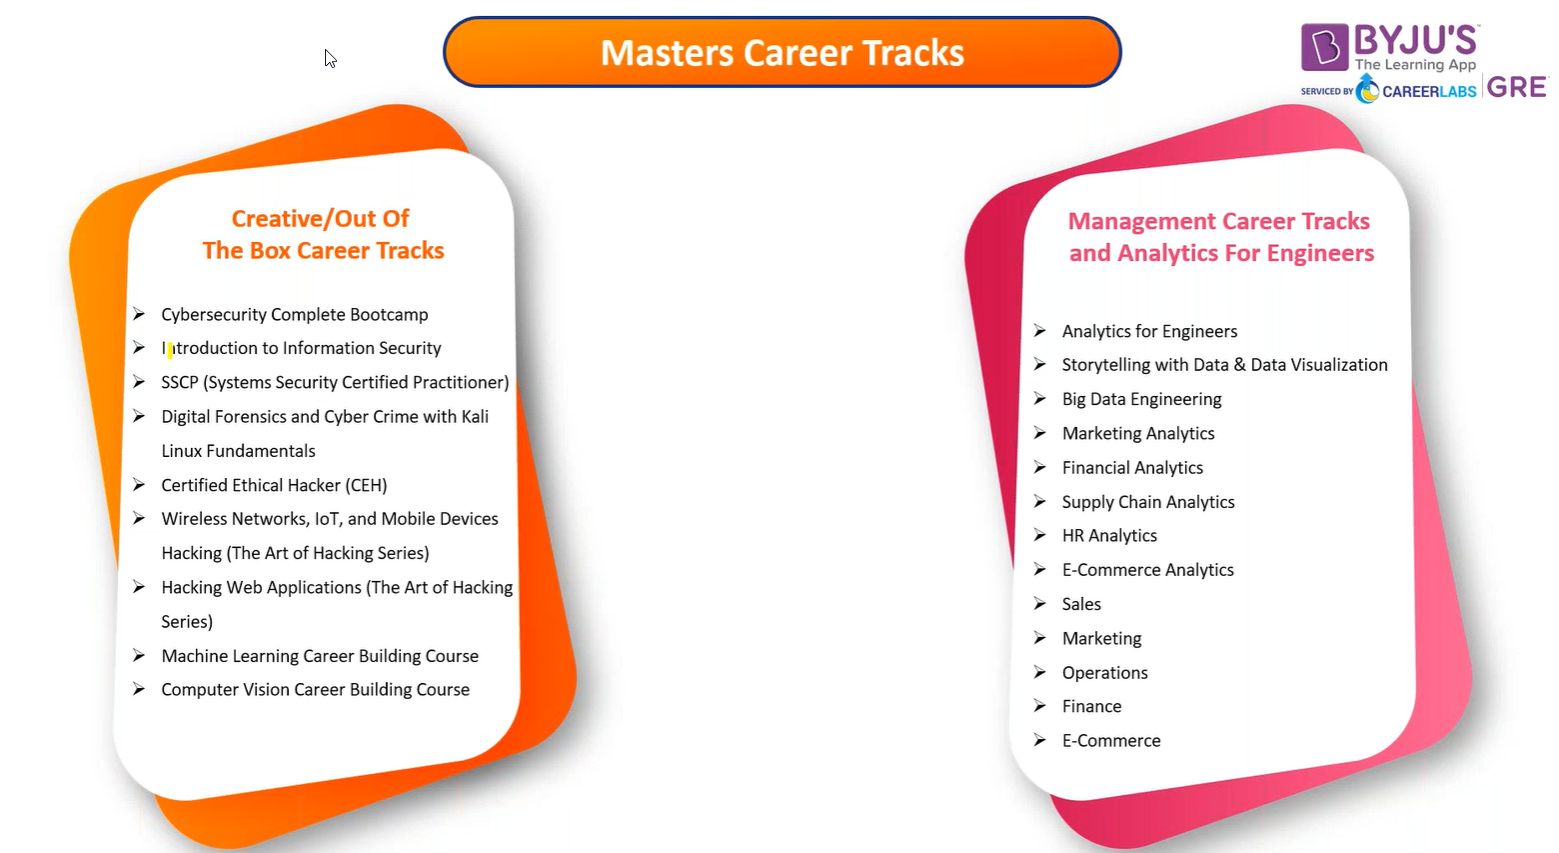 Masters Career Tracks
BYJU'S
The Learning App
SERVICED BY CAREERLABS GRE
Creative/Out Of
The Box Career Tracks
Cybersecurity Complete Bootcamp
Introduction to Information Security
SSCP (Systems Security Certified Practitioner)
Digital Forensics and Cyber Crime with Kali
Linux Fundamentals
Certified Ethical Hacker (CEH)
Wireless Networks, IoT, and Mobile Devices
Hacking (The Art of Hacking Series)
Hacking Web Applications (The Art of Hacking
Series)
Machine Learning Career Building Course
Computer Vision Career Building Course
Management Career Tracks
and Analytics For Engineers
Analytics for Engineers
Storytelling with Data & Data Visualization
Big Data Engineering
Marketing Analytics
Financial Analytics
Supply Chain Analytics
HR Analytics
E-Commerce Analytics
Sales
Marketing
Operations
Finance
E-Commerce